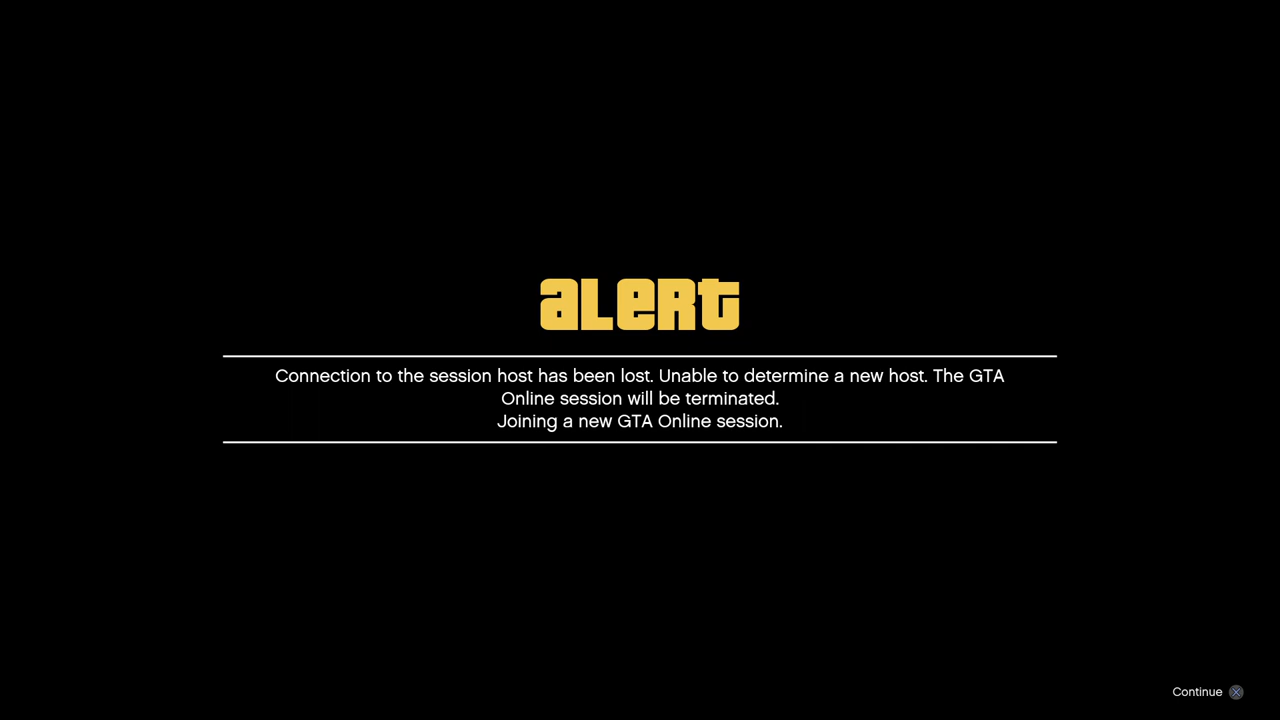 aLeRt
Connection to the session host has been lost. Unable to determine a new host. The GTA
Online session will be terminated.
Joining a new GTA Online session.
Continue